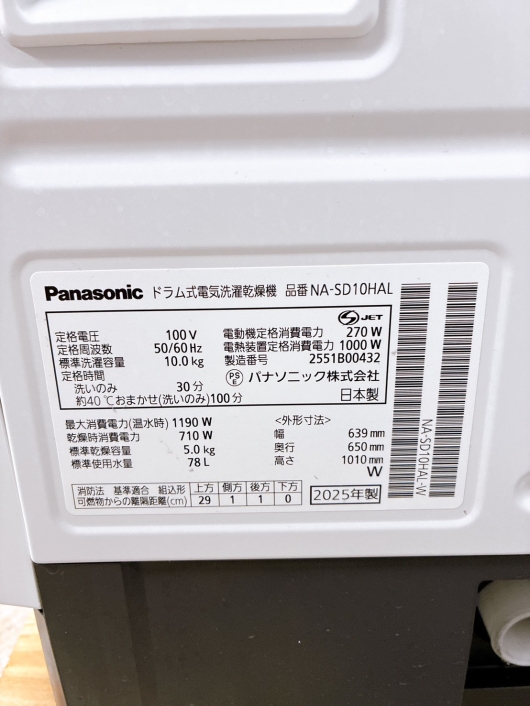 Panasonic ドラム式電気洗濯乾燥機 品番 NA-SD10HAL
S JET
定格電圧 100 V
定格周波数 50/60 Hz
標準洗濯容量 10.0 kg
定格時間
洗いのみ 30 分
約40℃おまかせ(洗いのみ)100分
電動機定格消費電力 270 W
電熱装置定格消費電力 1000 W
製造番号 2551B00432
PSE パナソニック株式会社
日本製
最大消費電力(温水時) 1190 W
乾燥時消費電力 710 W
標準乾燥容量 5.0 kg
標準使用水量 78 L
<外形寸法>
幅 639 mm
奥行 650 mm
高さ 1010 mm
W
消防法 基準適合 組込形 上方 側方 後方 下方
可燃物からの離隔距離(cm) 29 1 1 0
2025年製
NA-SD10HAL-W